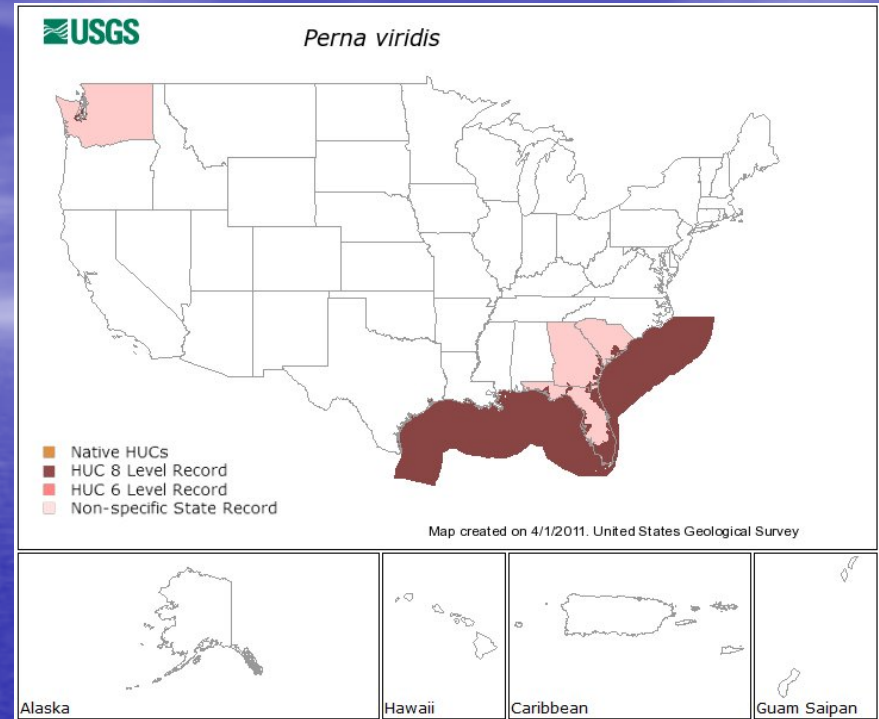 USGS
Perna viridis
Native HUCs
HUC 8 Level Record
HUC 6 Level Record
Non-specific State Record
Map created on 4/1/2011. United States Geological Survey
Alaska
Hawaii
Caribbean
Guam Saipan